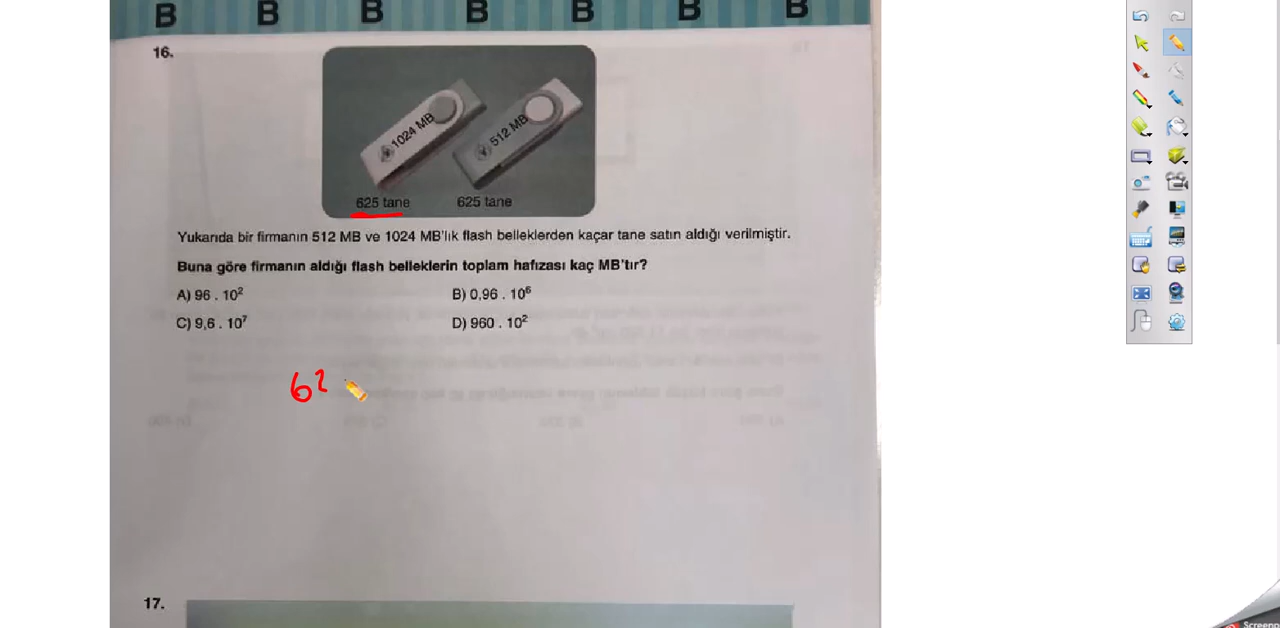 B B B B B B B
16.
1024 MB
512 MB
625 tane 625 tane
Yukarıda bir firmanın 512 MB ve 1024 MB'lık flash belleklerden kaçar tane satın aldığı verilmiştir.
Buna göre firmanın aldığı flash belleklerin toplam hafızası kaç MB'tır?
A) 96 . 10² B) 0,96 . 10⁶
C) 9,6 . 10⁷ D) 960 . 10²
62
17.